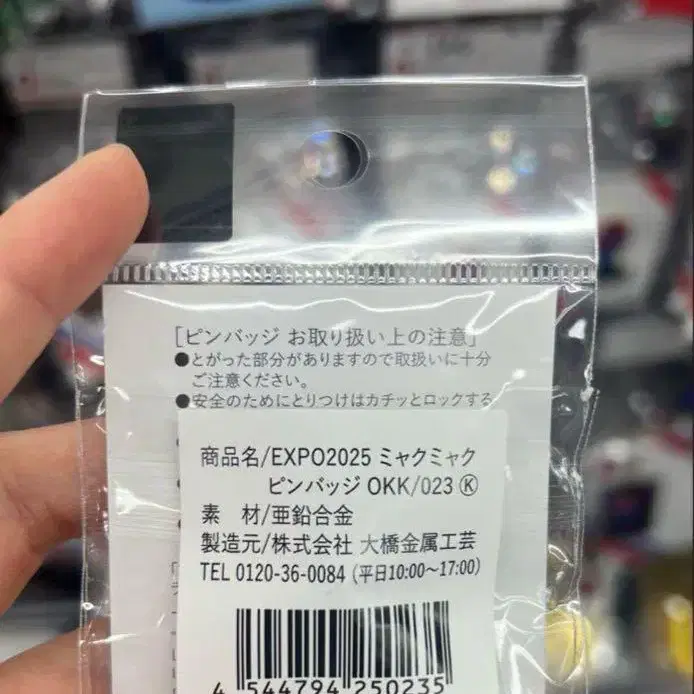 [ピンバッジ お取り扱い上の注意]
●とがった部分がありますので取扱いに十分
ご注意ください。
●安全のためにとりつけはカチッとロックする
商品名/EXPO2025 ミャクミャク
ピンバッジ OKK/023 Ⓚ
素 材/亜鉛合金
製造元/株式会社 大橋金属工芸
TEL 0120-36-0084 (平日10:00〜17:00)
4 544794 250235